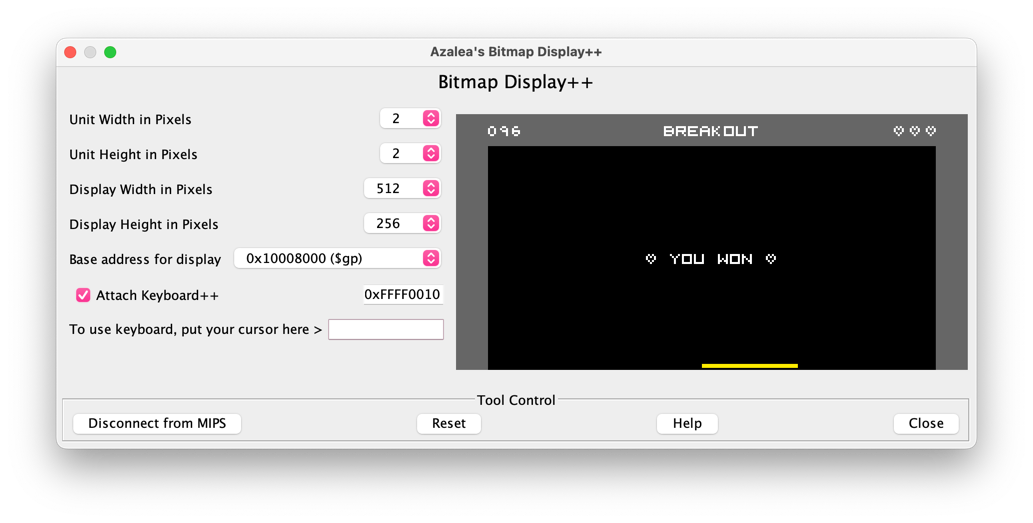 Azalea's Bitmap Display++
Bitmap Display++
Unit Width in Pixels 2
Unit Height in Pixels 2
Display Width in Pixels 512
Display Height in Pixels 256
Base address for display 0x10008000 ($gp)
Attach Keyboard++ 0xFFFF0010
To use keyboard, put your cursor here >
096 BREAKOUT ♡ ♡ ♡
♡ YOU WON ♡
Tool Control
Disconnect from MIPS Reset Help Close